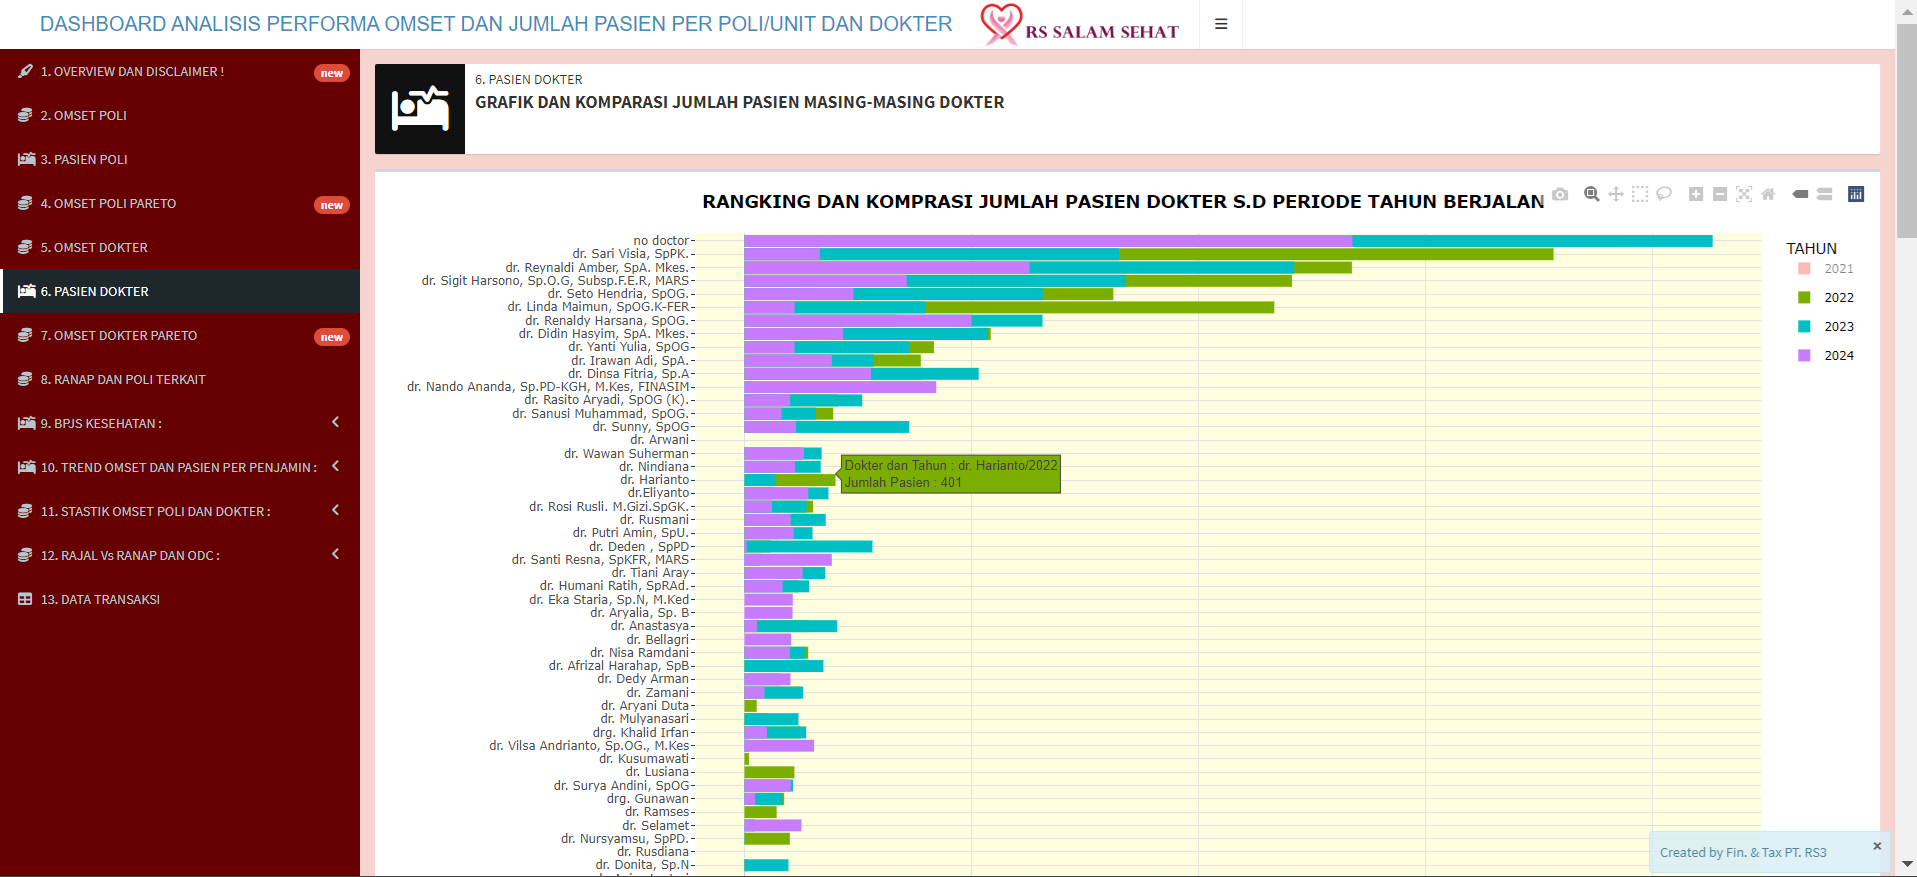 DASHBOARD ANALISIS PERFORMA OMSET DAN JUMLAH PASIEN PER POLI/UNIT DAN DOKTER
RS SALAM SEHAT
1. OVERVIEW DAN DISCLAIMER !
new
2. OMSET POLI
3. PASIEN POLI
4. OMSET POLI PARETO
new
5. OMSET DOKTER
6. PASIEN DOKTER
7. OMSET DOKTER PARETO
new
8. RANAP DAN POLI TERKAIT
9. BPJS KESEHATAN :
10. TREND OMSET DAN PASIEN PER PENJAMIN :
11. STASTIK OMSET POLI DAN DOKTER :
12. RAJAL Vs RANAP DAN ODC :
13. DATA TRANSAKSI
6. PASIEN DOKTER
GRAFIK DAN KOMPARASI JUMLAH PASIEN MASING-MASING DOKTER
RANGKING DAN KOMPRASI JUMLAH PASIEN DOKTER S.D PERIODE TAHUN BERJALAN
no doctor
dr. Sari Visia, SpPK.
dr. Reynaldi Amber, SpA. Mkes.
dr. Sigit Harsono, Sp.O.G, Subsp.F.E.R, MARS
dr. Seto Hendria, SpOG.
dr. Linda Maimun, SpOG.K-FER
dr. Renaldy Harsana, SpOG.
dr. Didin Hasyim, SpA. Mkes.
dr. Yanti Yulia, SpOG
dr. Irawan Adi, SpA.
dr. Dinsa Fitria, Sp.A
dr. Nando Ananda, Sp.PD-KGH, M.Kes, FINASIM
dr. Rasito Aryadi, SpOG (K).
dr. Sanusi Muhammad, SpOG.
dr. Sunny, SpOG
dr. Arwani
dr. Wawan Suherman
dr. Nindiana
dr. Harianto
dr.Eliyanto
dr. Rosi Rusli. M.Gizi.SpGK.
dr. Rusmani
dr. Putri Amin, SpU.
dr. Deden , SpPD
dr. Santi Resna, SpKFR, MARS
dr. Tiani Aray
dr. Humani Ratih, SpRAd.
dr. Eka Staria, Sp.N, M.Ked
dr. Aryalia, Sp. B
dr. Anastasya
dr. Bellagri
dr. Nisa Ramdani
dr. Afrizal Harahap, SpB
dr. Dedy Arman
dr. Zamani
dr. Aryani Duta
dr. Mulyanasari
drg. Khalid Irfan
dr. Vilsa Andrianto, Sp.OG., M.Kes
dr. Kusumawati
dr. Lusiana
dr. Surya Andini, SpOG
drg. Gunawan
dr. Ramses
dr. Selamet
dr. Nursyamsu, SpPD.
dr. Rusdiana
dr. Donita, Sp.N
Dokter dan Tahun : dr. Harianto/2022
Jumlah Pasien : 401
TAHUN
2021
2022
2023
2024
Created by Fin. & Tax PT. RS3
×